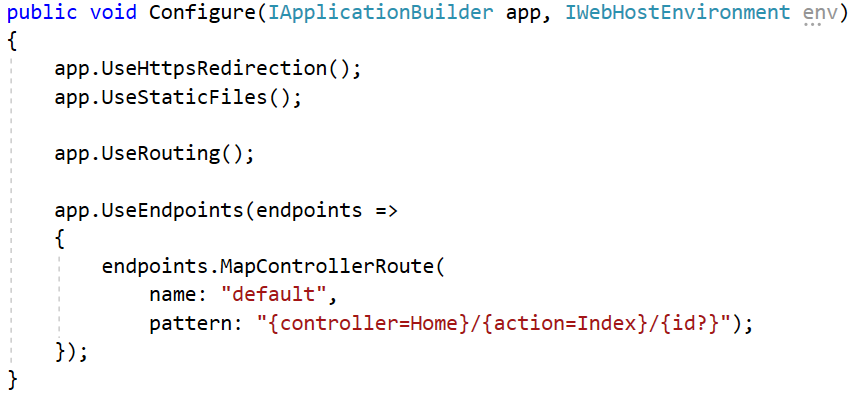 public void Configure(IApplicationBuilder app, IWebHostEnvironment env)
{
    app.UseHttpsRedirection();
    app.UseStaticFiles();

    app.UseRouting();

    app.UseEndpoints(endpoints =>
    {
        endpoints.MapControllerRoute(
            name: "default",
            pattern: "{controller=Home}/{action=Index}/{id?}");
    });
}